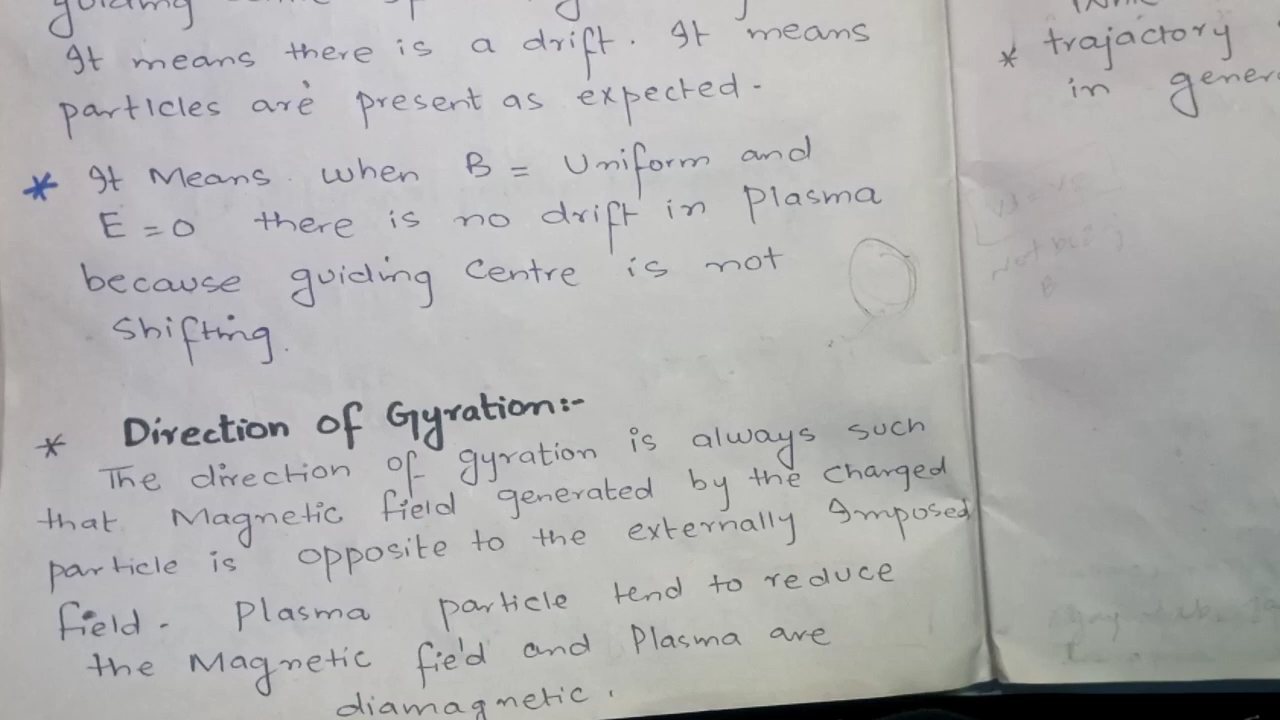 guiding
It means there is a drift. It means
particles are present as expected.
* It Means when B = Uniform and
E = 0 there is no drift in Plasma
because guiding Centre is not
Shifting.
* Direction of Gyration:-
The direction of gyration is always such
that Magnetic field generated by the charged
particle is opposite to the externally Imposed
field. Plasma particle tend to reduce
the Magnetic field and Plasma are
diamagnetic.
* trajactory
in